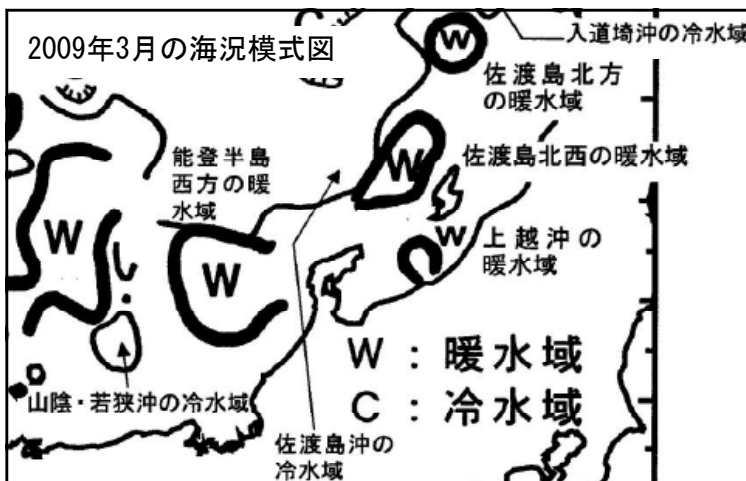 2009年3月の海況模式図
C
W
入道埼沖の冷水域
佐渡島北方
の暖水域
能登半島
西方の暖
水域
W
佐渡島北西の暖水域
W
W
W
上越沖の
暖水域
W : 暖水域
C : 冷水域
山陰・若狭沖の冷水域
佐渡島沖の
冷水域